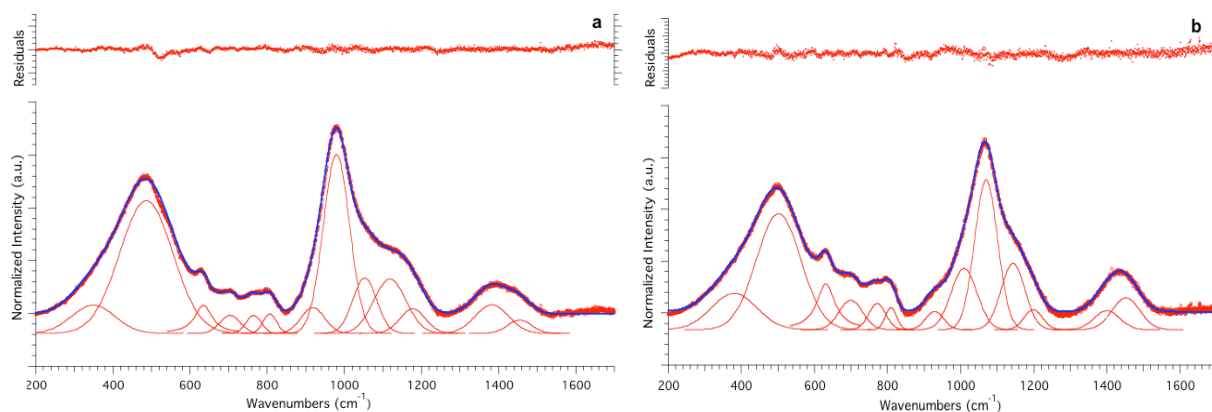 a
Residuals
Normalized Intensity (a.u.)
200 400 600 800 1000 1200 1400 1600
Wavenumbers (cm⁻¹)
b
Residuals
Normalized Intensity (a.u.)
200 400 600 800 1000 1200 1400 1600
Wavenumbers (cm⁻¹)